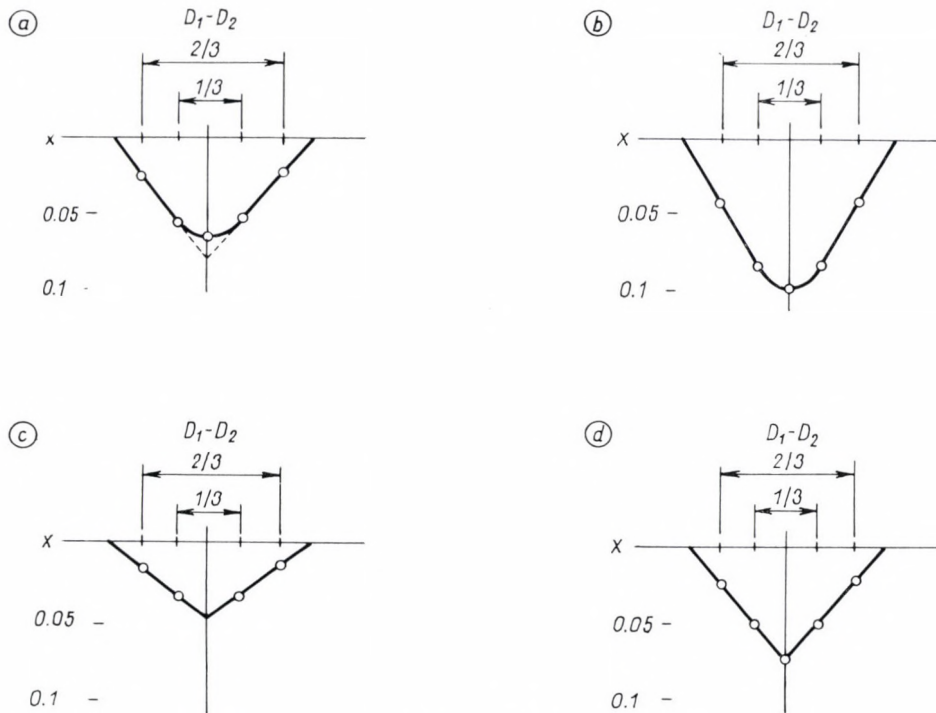 a
D₁-D₂
2/3
1/3
x
0.05
0.1
b
D₁-D₂
2/3
1/3
x
0.05
0.1
c
D₁-D₂
2/3
1/3
x
0.05
0.1
d
D₁-D₂
2/3
1/3
x
0.05
0.1